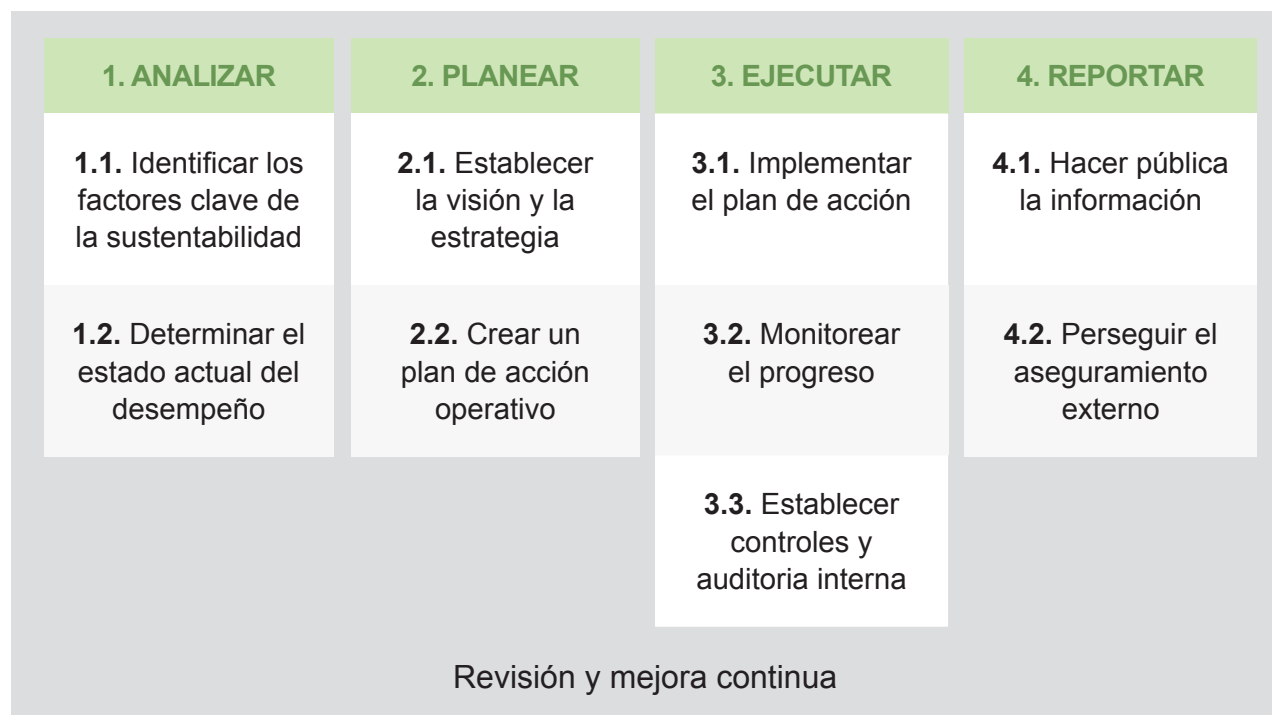 1. ANALIZAR
1.1. Identificar los
factores clave de
la sustentabilidad
1.2. Determinar el
estado actual del
desempeño
2. PLANEAR
2.1. Establecer
la visión y la
estrategia
2.2. Crear un
plan de acción
operativo
3. EJECUTAR
3.1. Implementar
el plan de acción
3.2. Monitorear
el progreso
3.3. Establecer
controles y
auditoria interna
4. REPORTAR
4.1. Hacer pública
la información
4.2. Perseguir el
aseguramiento
externo
Revisión y mejora continua